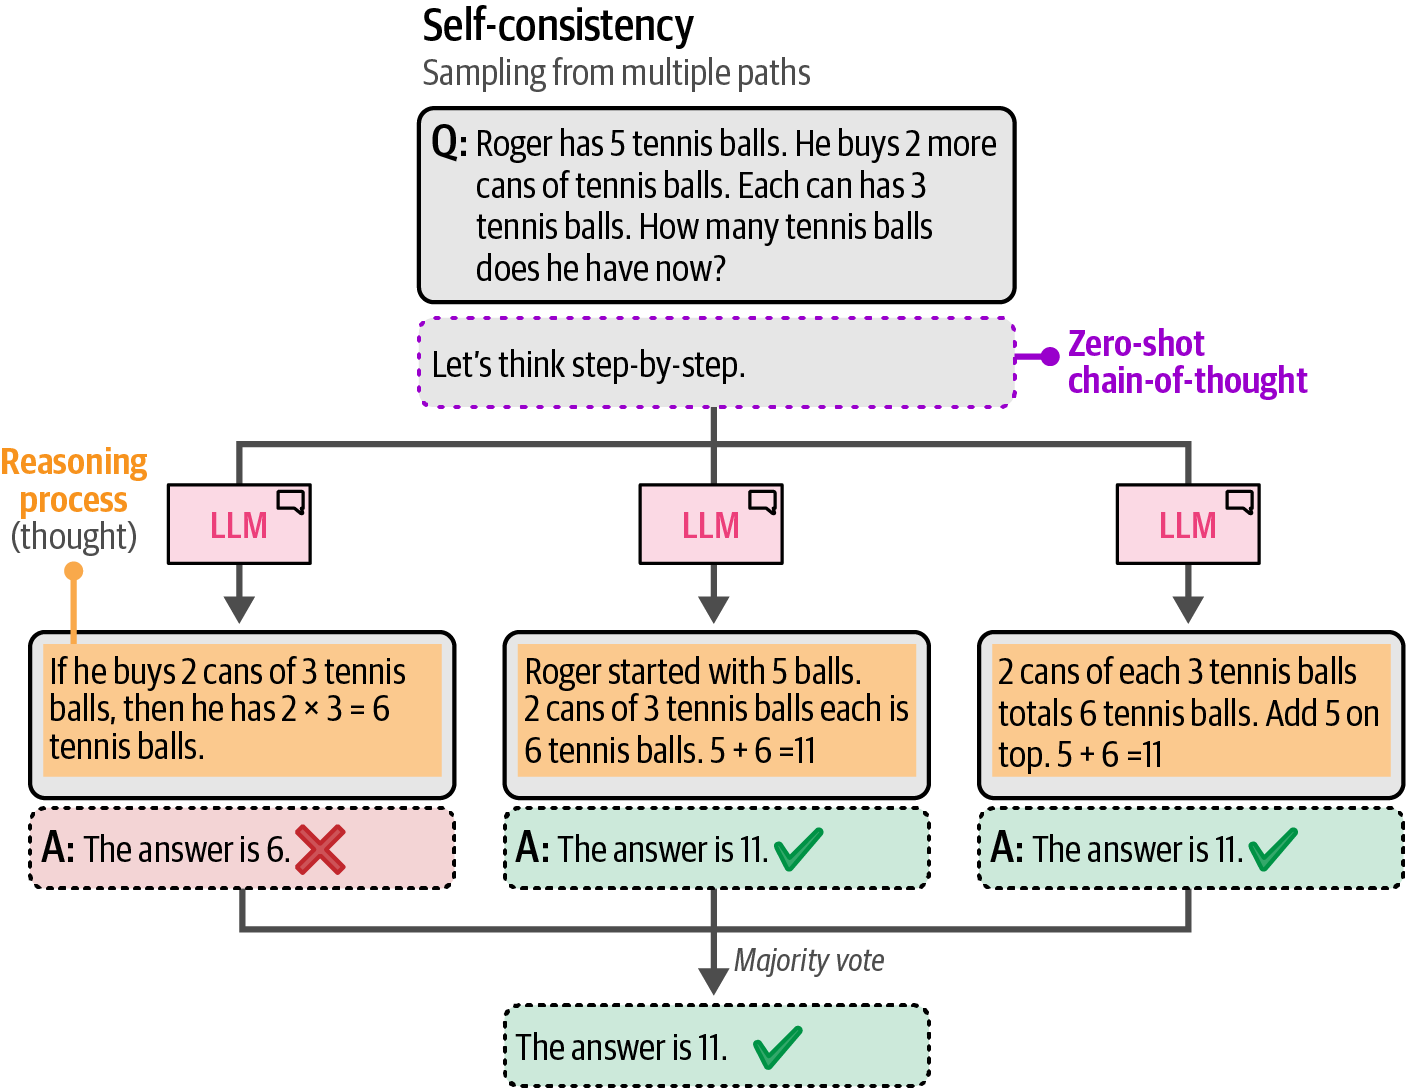 Self-consistency
Sampling from multiple paths
Q: Roger has 5 tennis balls. He buys 2 more
cans of tennis balls. Each can has 3
tennis balls. How many tennis balls
does he have now?
Let's think step-by-step.
Zero-shot
chain-of-thought
Reasoning
process
(thought)
LLM
LLM
LLM
If he buys 2 cans of 3 tennis
balls, then he has 2 × 3 = 6
tennis balls.
Roger started with 5 balls.
2 cans of 3 tennis balls each is
6 tennis balls. 5 + 6 =11
2 cans of each 3 tennis balls
totals 6 tennis balls. Add 5 on
top. 5 + 6 =11
A: The answer is 6.
A: The answer is 11.
A: The answer is 11.
Majority vote
The answer is 11.